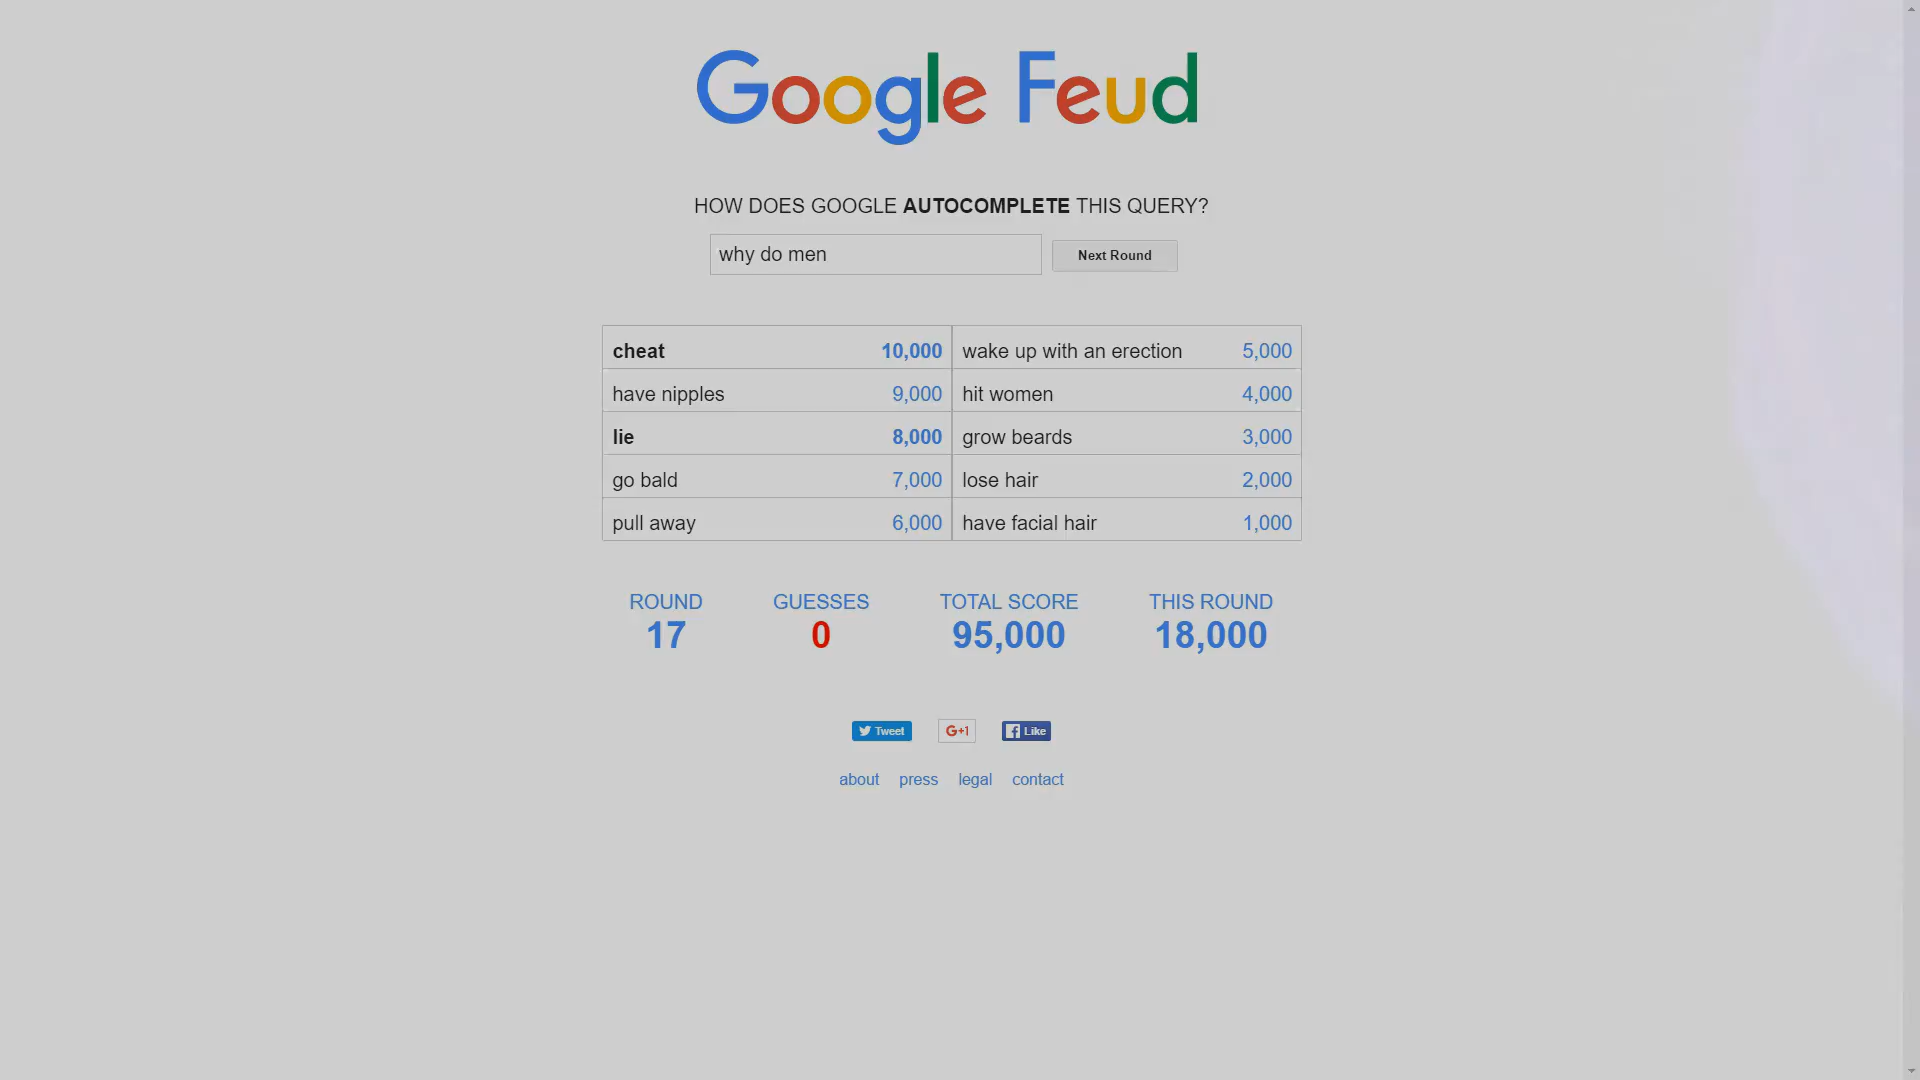 Google Feud
HOW DOES GOOGLE AUTOCOMPLETE THIS QUERY?
why do men
Next Round
cheat 10,000 wake up with an erection 5,000
have nipples 9,000 hit women 4,000
lie 8,000 grow beards 3,000
go bald 7,000 lose hair 2,000
pull away 6,000 have facial hair 1,000
ROUND GUESSES TOTAL SCORE THIS ROUND
17 0 95,000 18,000
Tweet G+1 Like
about press legal contact